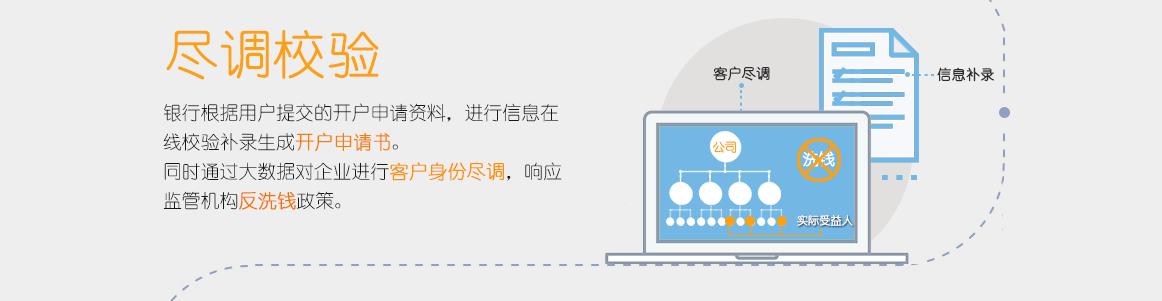 尽调校验
银行根据用户提交的开户申请资料，进行信息在
线校验补录生成开户申请书。
同时通过大数据对企业进行客户身份尽调，响应
监管机构反洗钱政策。
客户尽调
信息补录
公司
洗钱
实际受益人